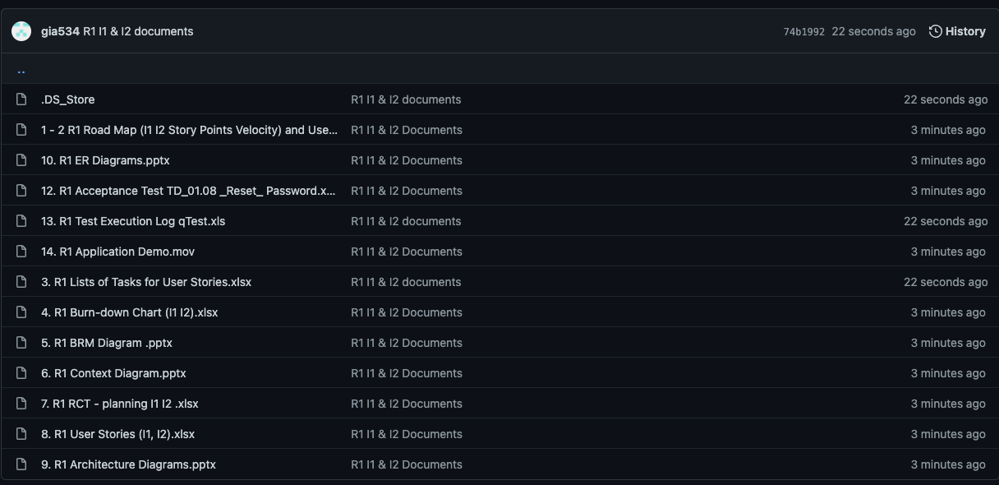 gia534 R1 I1 & I2 documents 74b1992 22 seconds ago History
..
.DS_Store R1 I1 & I2 documents 22 seconds ago
1 - 2 R1 Road Map (I1 I2 Story Points Velocity) and Use... R1 I1 & I2 Documents 3 minutes ago
10. R1 ER Diagrams.pptx R1 I1 & I2 Documents 3 minutes ago
12. R1 Acceptance Test TD_01.08 _Reset_ Password.x... R1 I1 & I2 Documents 3 minutes ago
13. R1 Test Execution Log qTest.xls R1 I1 & I2 documents 22 seconds ago
14. R1 Application Demo.mov R1 I1 & I2 Documents 3 minutes ago
3. R1 Lists of Tasks for User Stories.xlsx R1 I1 & I2 documents 22 seconds ago
4. R1 Burn-down Chart (I1 I2).xlsx R1 I1 & I2 Documents 3 minutes ago
5. R1 BRM Diagram .pptx R1 I1 & I2 Documents 3 minutes ago
6. R1 Context Diagram.pptx R1 I1 & I2 Documents 3 minutes ago
7. R1 RCT - planning I1 I2 .xlsx R1 I1 & I2 Documents 3 minutes ago
8. R1 User Stories (I1, I2).xlsx R1 I1 & I2 Documents 3 minutes ago
9. R1 Architecture Diagrams.pptx R1 I1 & I2 Documents 3 minutes ago